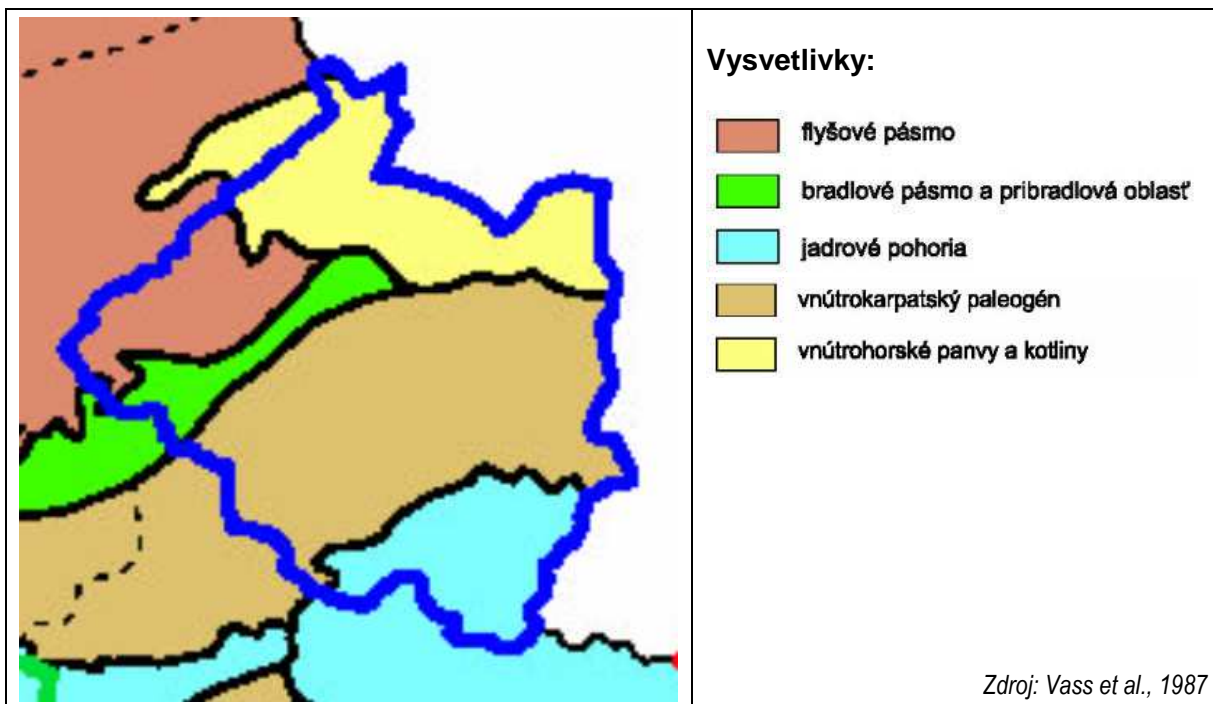 Vysvetlivky:
flyšové pásmo
bradlové pásmo a pribradlová oblasť
jadrové pohoria
vnútrokarpatský paleogén
vnútrohorské panvy a kotliny
Zdroj: Vass et al., 1987